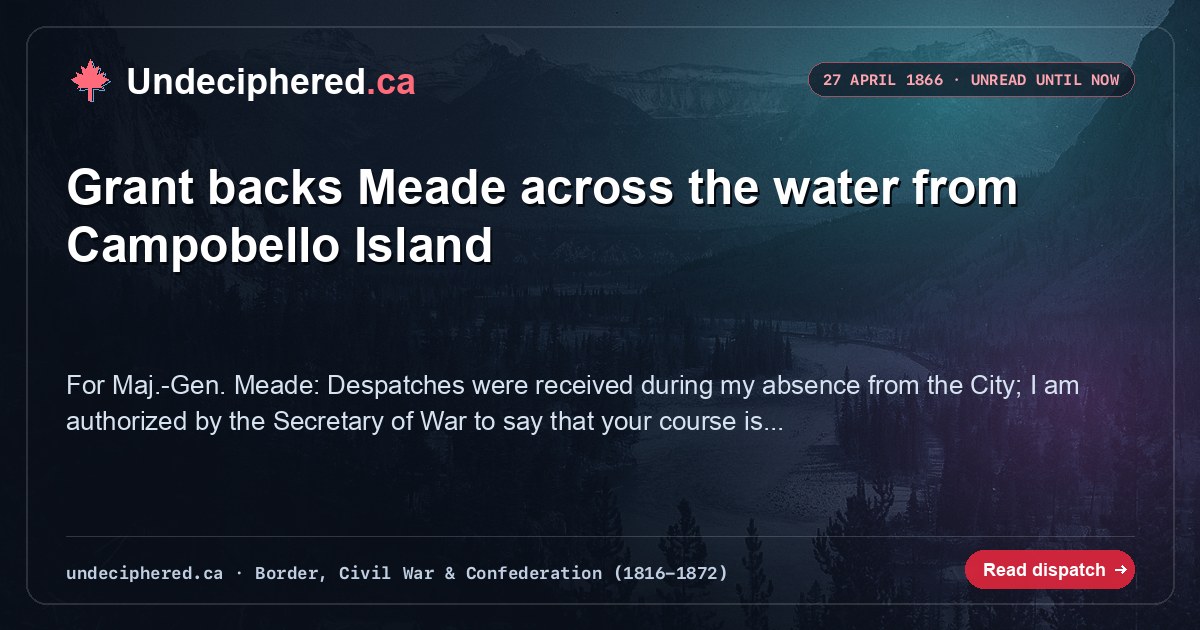 Undeciphered.ca
27 APRIL 1866 · UNREAD UNTIL NOW
Grant backs Meade across the water from
Campobello Island
For Maj.-Gen. Meade: Despatches were received during my absence from the City; I am
authorized by the Secretary of War to say that your course is...
undeciphered.ca · Border, Civil War & Confederation (1816–1872)
Read dispatch →